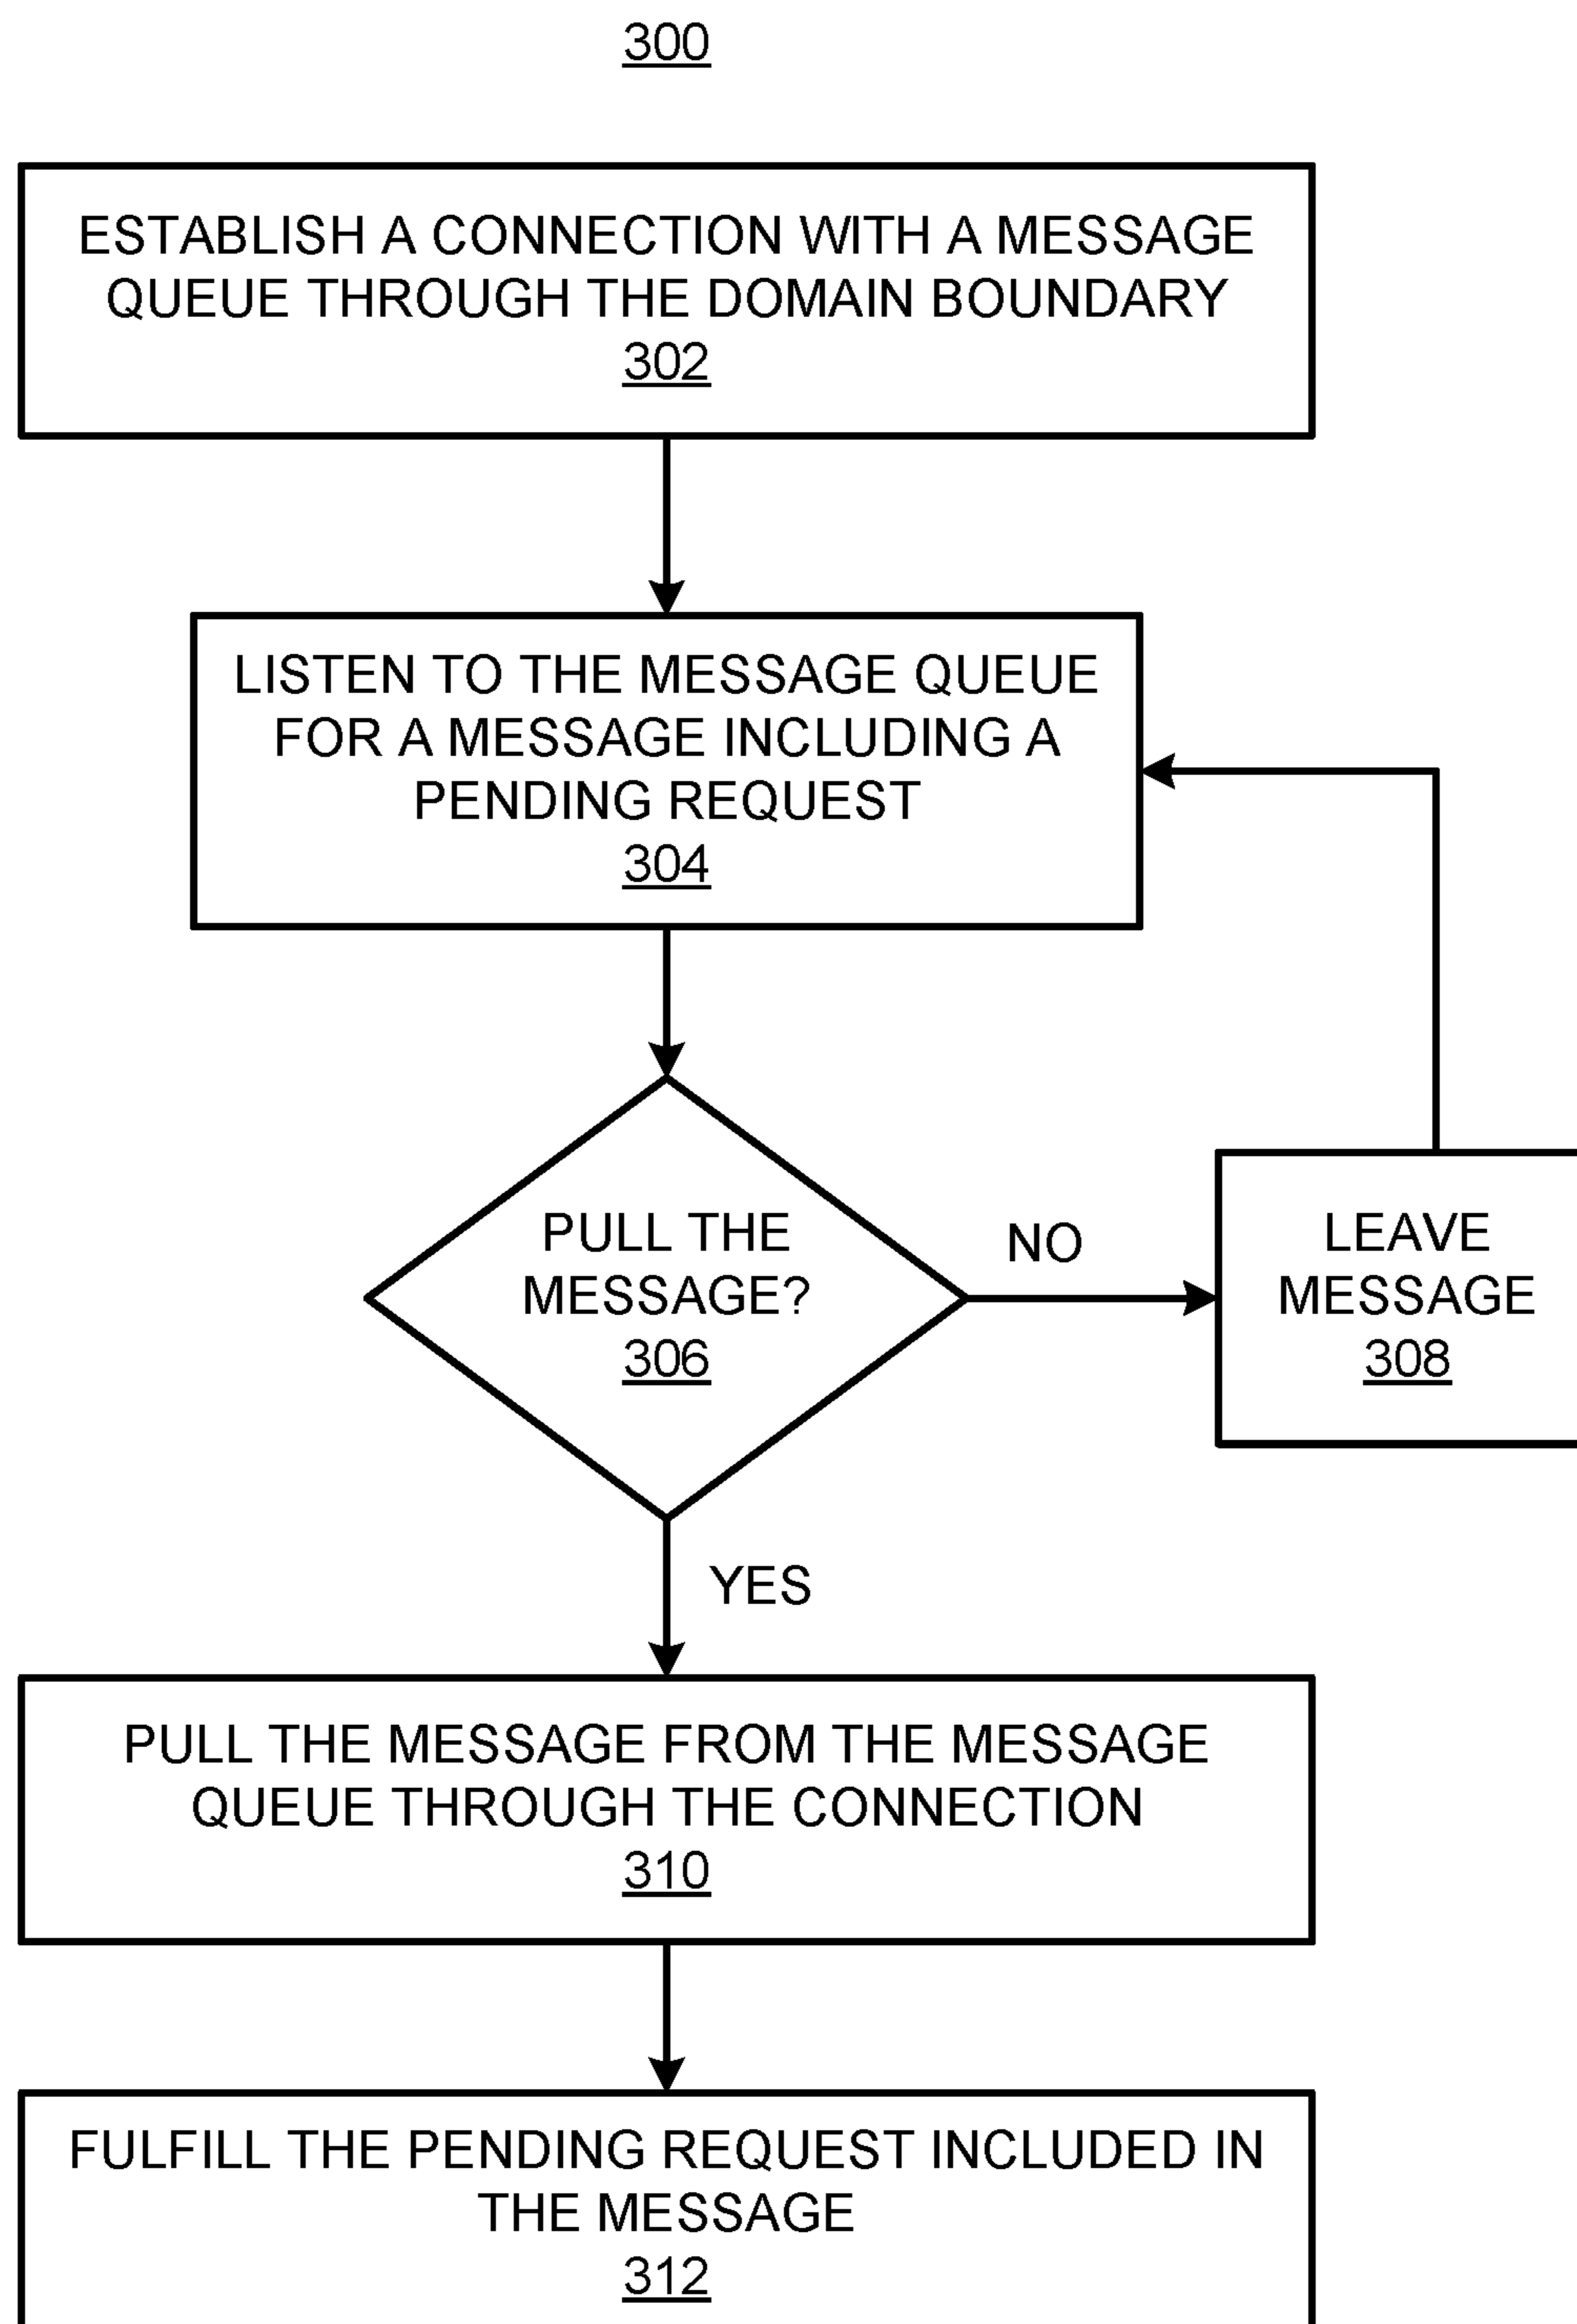 300
ESTABLISH A CONNECTION WITH A MESSAGE
QUEUE THROUGH THE DOMAIN BOUNDARY
302
LISTEN TO THE MESSAGE QUEUE
FOR A MESSAGE INCLUDING A
PENDING REQUEST
304
PULL THE
MESSAGE?
306
NO
LEAVE
MESSAGE
308
YES
PULL THE MESSAGE FROM THE MESSAGE
QUEUE THROUGH THE CONNECTION
310
FULFILL THE PENDING REQUEST INCLUDED IN
THE MESSAGE
312